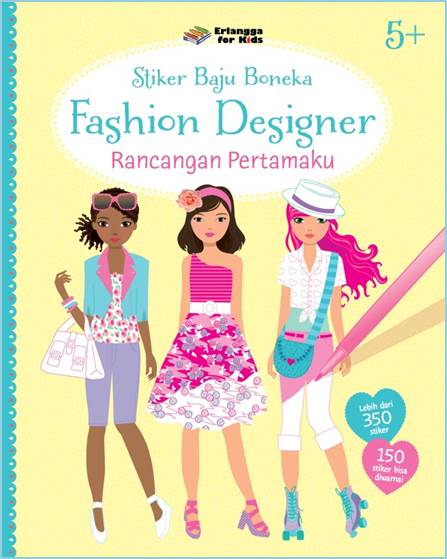 Erlangga
for Kids
5+
Stiker Baju Boneka
Fashion Designer
Rancangan Pertamaku
Lebih dari
350
stiker
150
stiker bisa
diwarnai